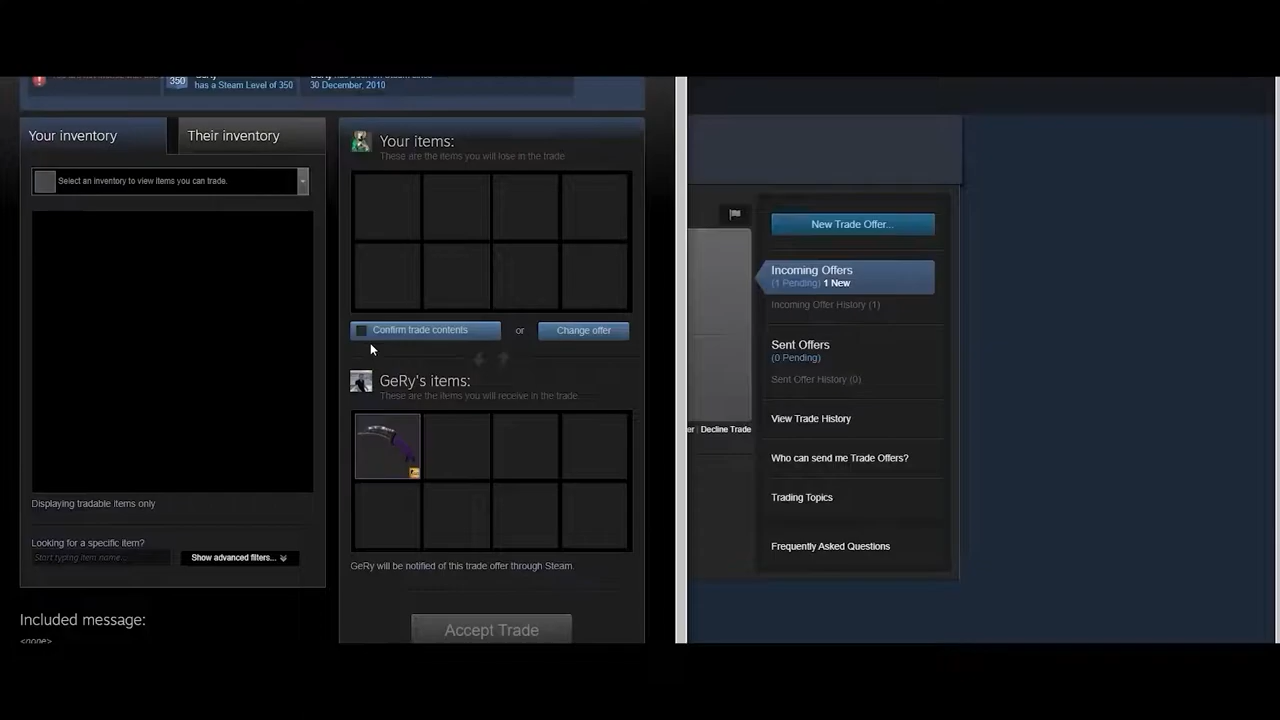 350
has a Steam Level of 350
30 December, 2010
Your inventory
Their inventory
Select an inventory to view items you can trade.
Displaying tradable items only
Looking for a specific item?
Start typing item name...
Show advanced filters...
Included message:
<none>
Your items:
These are the items you will lose in the trade
Confirm trade contents
or
Change offer
GeRy's items:
These are the items you will receive in the trade.
GeRy will be notified of this trade offer through Steam.
Accept Trade
er | Decline Trade
New Trade Offer...
Incoming Offers
(1 Pending) 1 New
Incoming Offer History (1)
Sent Offers
(0 Pending)
Sent Offer History (0)
View Trade History
Who can send me Trade Offers?
Trading Topics
Frequently Asked Questions